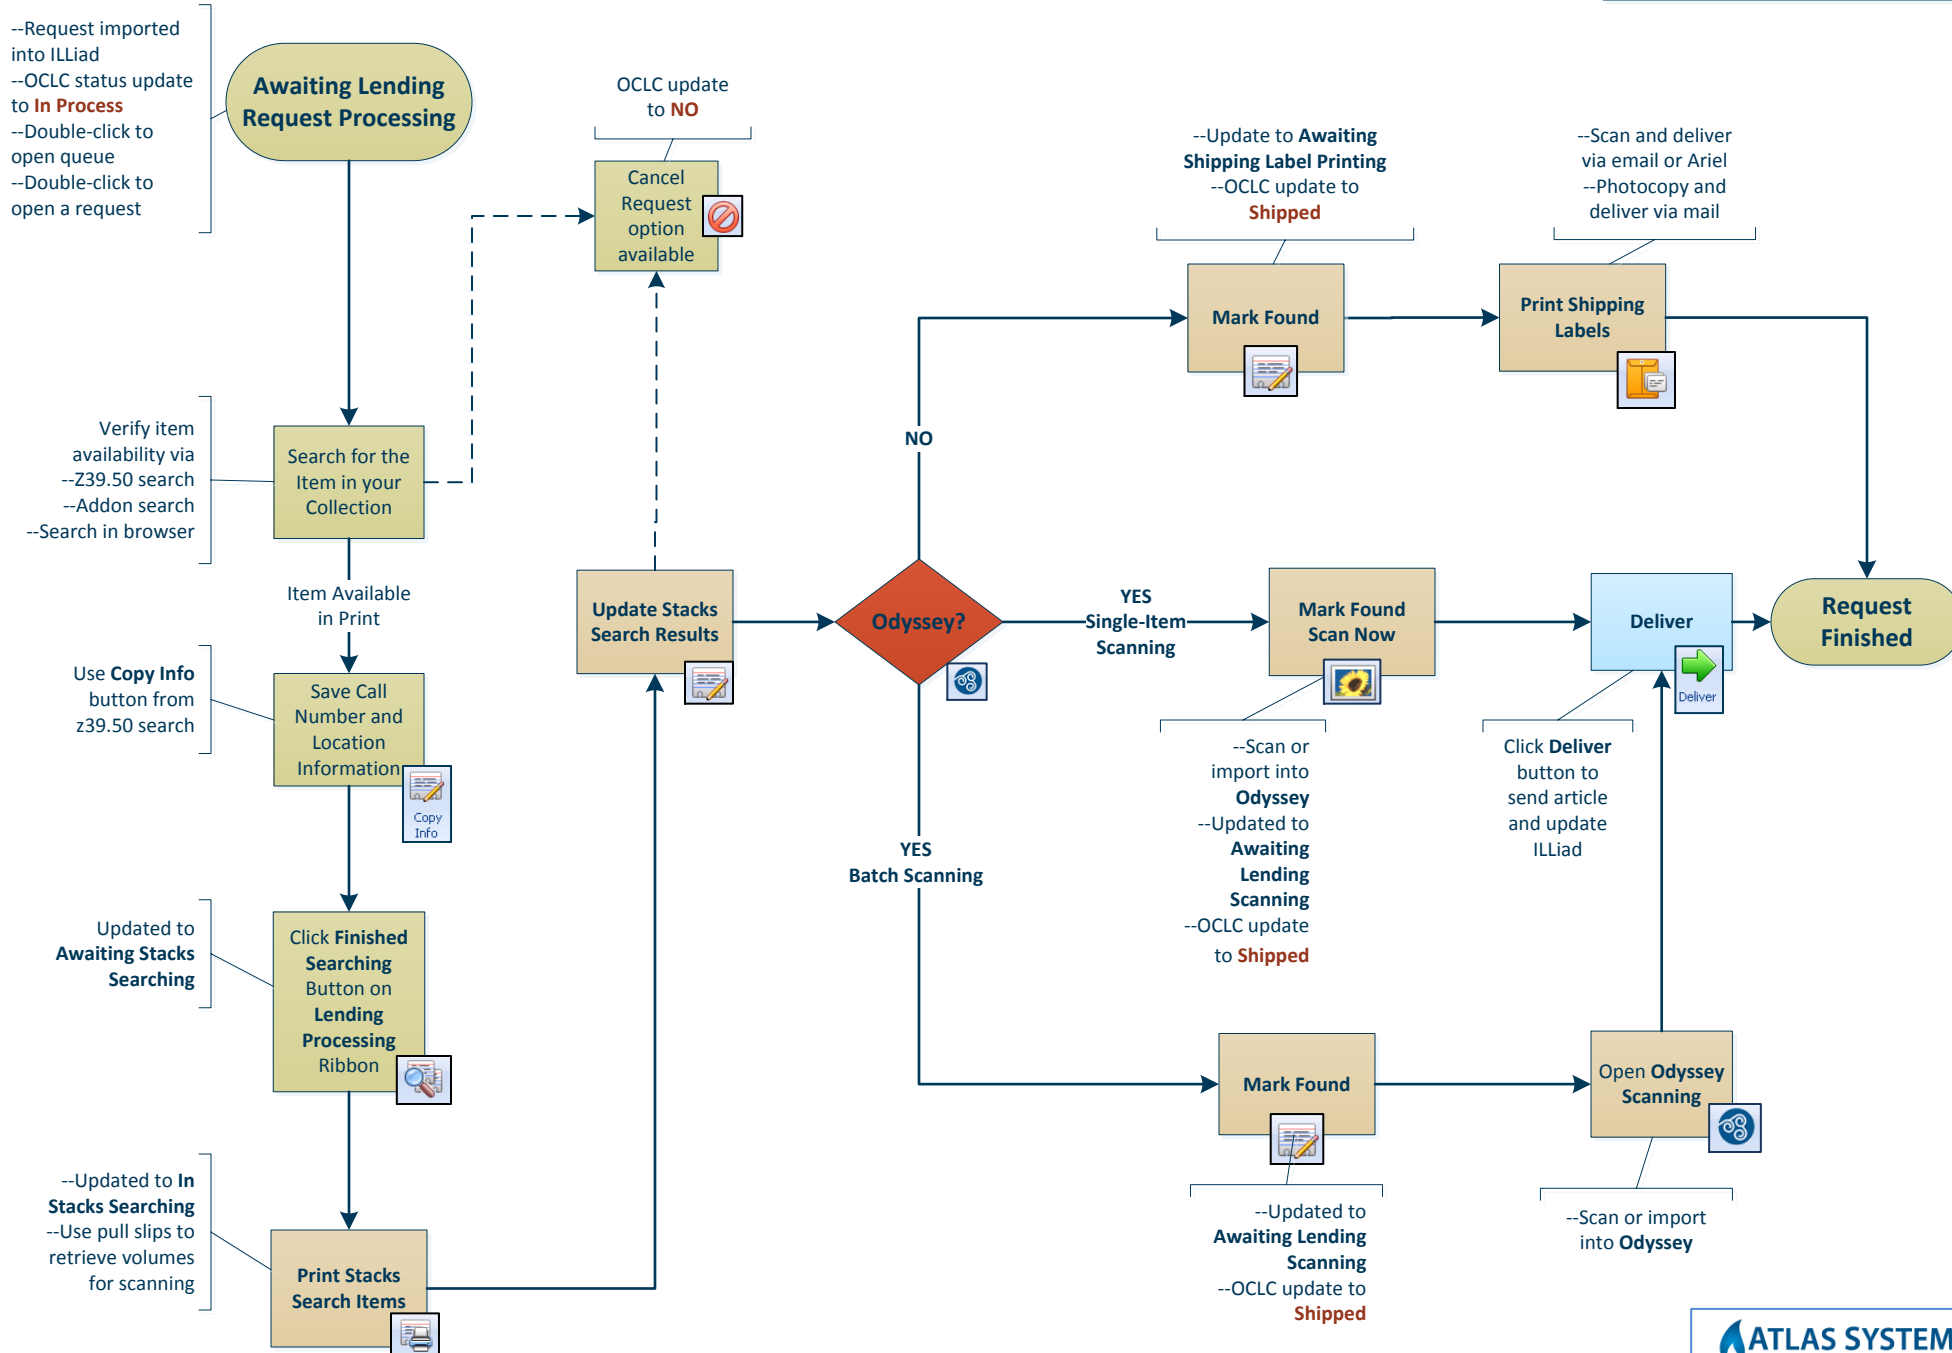 --Request imported
into ILLiad
--OCLC status update
to In Process
--Double-click to
open queue
--Double-click to
open a request
Awaiting Lending
Request Processing
OCLC update
to NO
Cancel
Request
option
available
--Update to Awaiting
Shipping Label Printing
--OCLC update to
Shipped
--Scan and deliver
via email or Ariel
--Photocopy and
deliver via mail
Mark Found
Print Shipping
Labels
Verify item
availability via
--Z39.50 search
--Addon search
--Search in browser
Search for the
Item in your
Collection
NO
Item Available
in Print
Update Stacks
Search Results
Odyssey?
YES
Single-Item
Scanning
Mark Found
Scan Now
Deliver
Deliver
Request
Finished
Use Copy Info
button from
z39.50 search
Save Call
Number and
Location
Information
Copy
Info
--Scan or
import into
Odyssey
--Updated to
Awaiting
Lending
Scanning
--OCLC update
to Shipped
Click Deliver
button to
send article
and update
ILLiad
YES
Batch Scanning
Updated to
Awaiting Stacks
Searching
Click Finished
Searching
Button on
Lending
Processing
Ribbon
Mark Found
Open Odyssey
Scanning
--Updated to In
Stacks Searching
--Use pull slips to
retrieve volumes
for scanning
Print Stacks
Search Items
--Updated to
Awaiting Lending
Scanning
--OCLC update to
Shipped
--Scan or import
into Odyssey
ATLAS SYSTEM